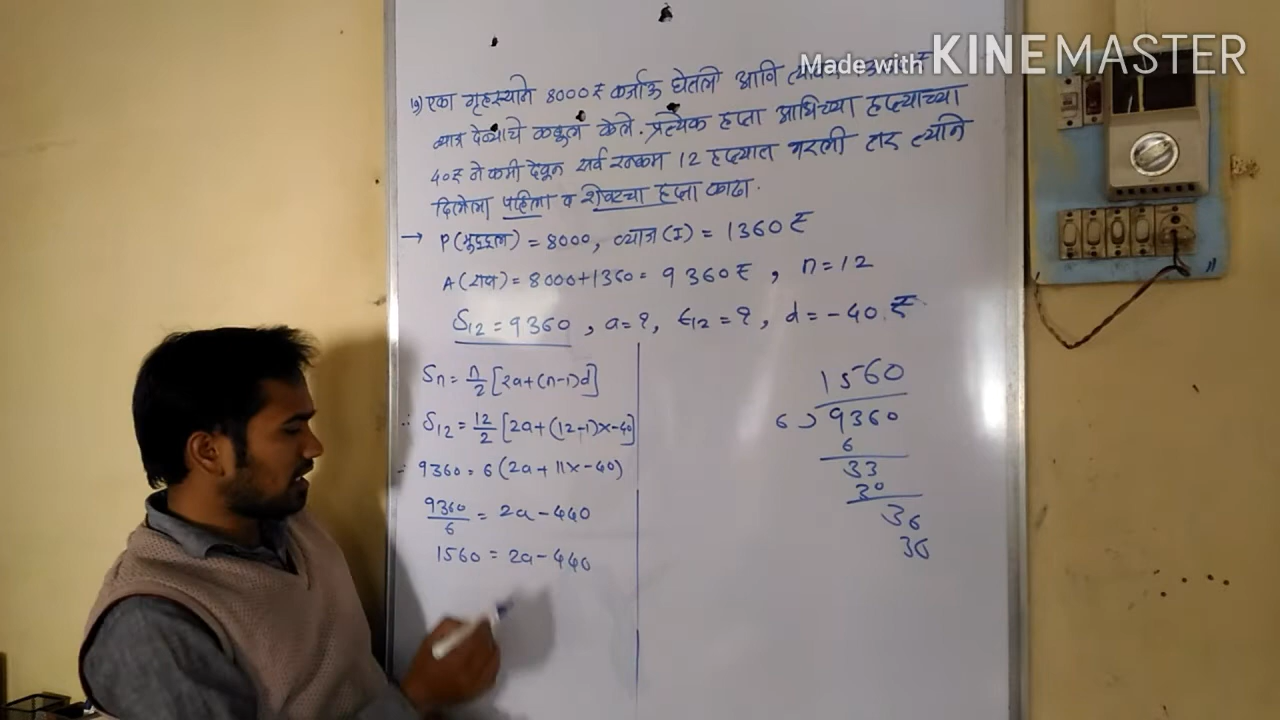 Made with KINEMASTER
७) एका गृहस्थाने 8000 ₹ कर्जाऊ घेतली आणि
व्याज देण्याचे कबूल केले. प्रत्येक हप्ता आधिच्या हप्त्याच्या
40 ₹ ने कमी देवून सर्व रक्कम 12 हप्त्यात भरली तर त्याने
दिलेला पहिला व शेवटचा हप्ता काढा.
→ P (मुद्दल) = 8000, व्याज (I) = 1360 ₹
A (रास) = 8000 + 1360 = 9360 ₹, n = 12
S₁₂ = 9360, a = ?, t₁₂ = ?, d = -40 ₹
Sn = n/2 [2a + (n-1)d]
∴ S₁₂ = 12/2 [2a + (12-1) x -40]
∴ 9360 = 6 (2a + 11 x -40)
9360/6 = 2a - 440
1560 = 2a - 440
1560
6 ) 9360
6
33
30
36
36